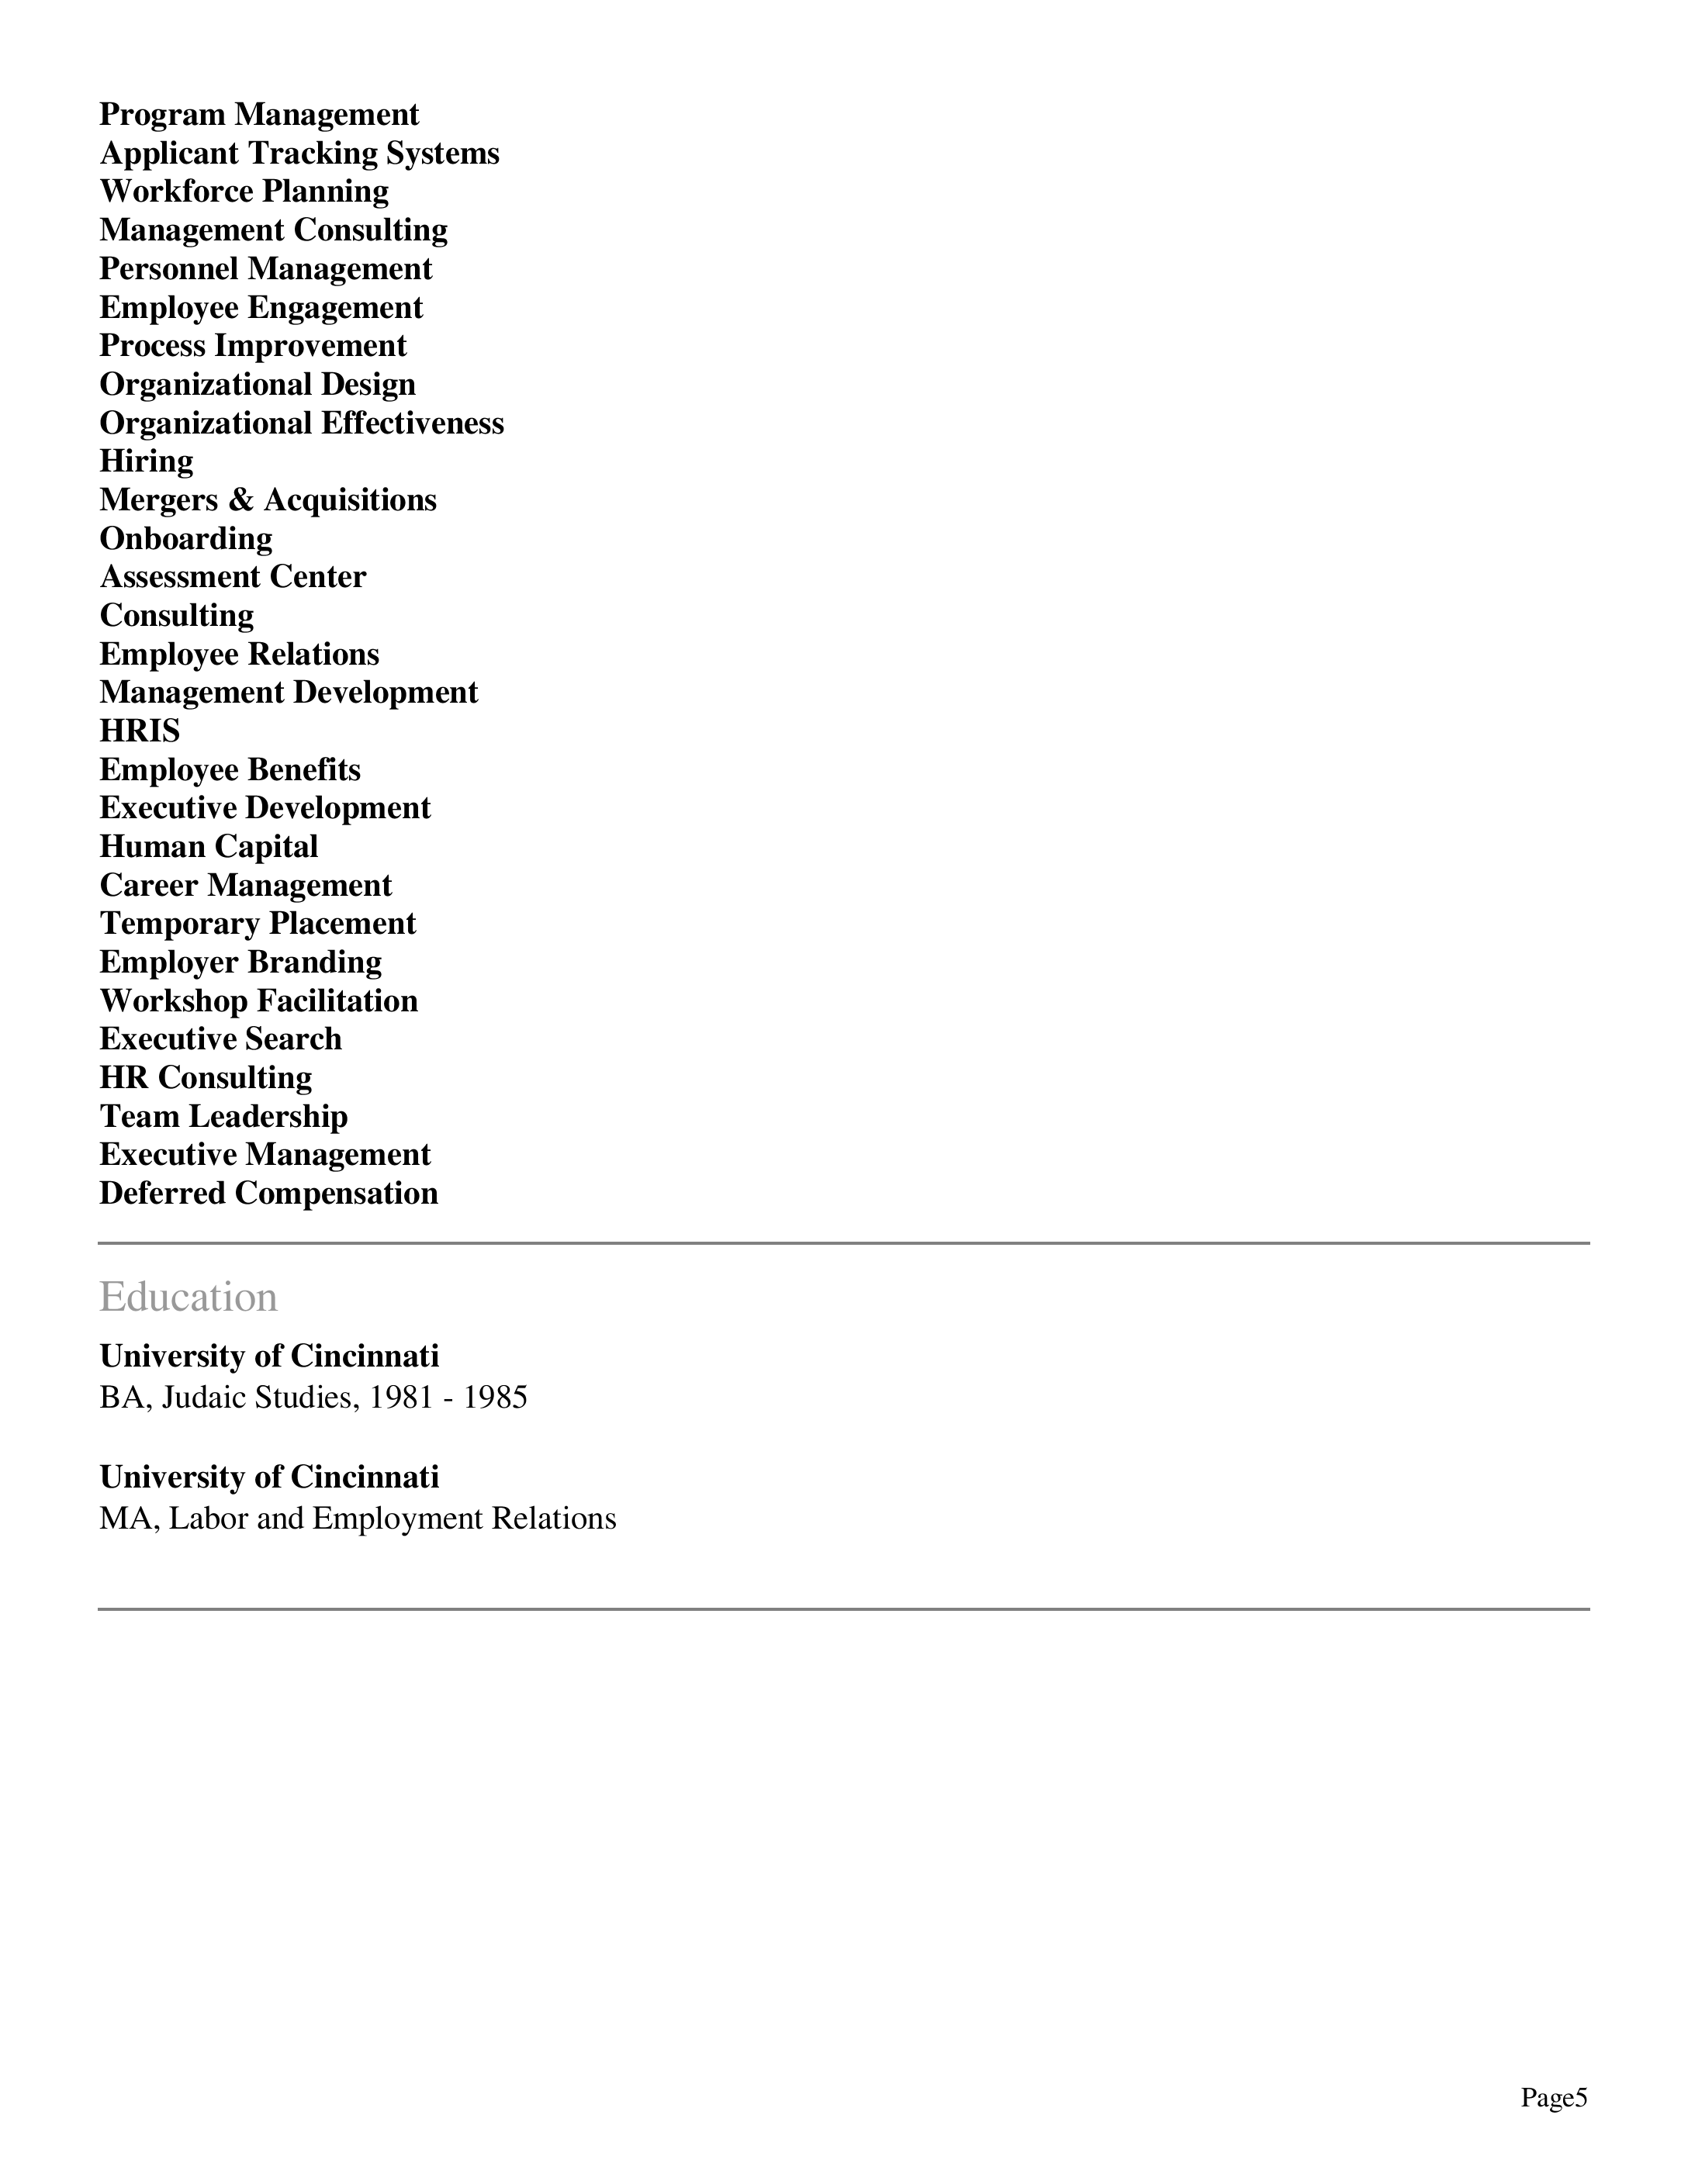 Program Management
Applicant Tracking Systems
Workforce Planning
Management Consulting
Personnel Management
Employee Engagement
Process Improvement
Organizational Design
Organizational Effectiveness
Hiring
Mergers & Acquisitions
Onboarding
Assessment Center
Consulting
Employee Relations
Management Development
HRIS
Employee Benefits
Executive Development
Human Capital
Career Management
Temporary Placement
Employer Branding
Workshop Facilitation
Executive Search
HR Consulting
Team Leadership
Executive Management
Deferred Compensation
Education
University of Cincinnati
BA, Judaic Studies, 1981 - 1985
University of Cincinnati
MA, Labor and Employment Relations
Page5